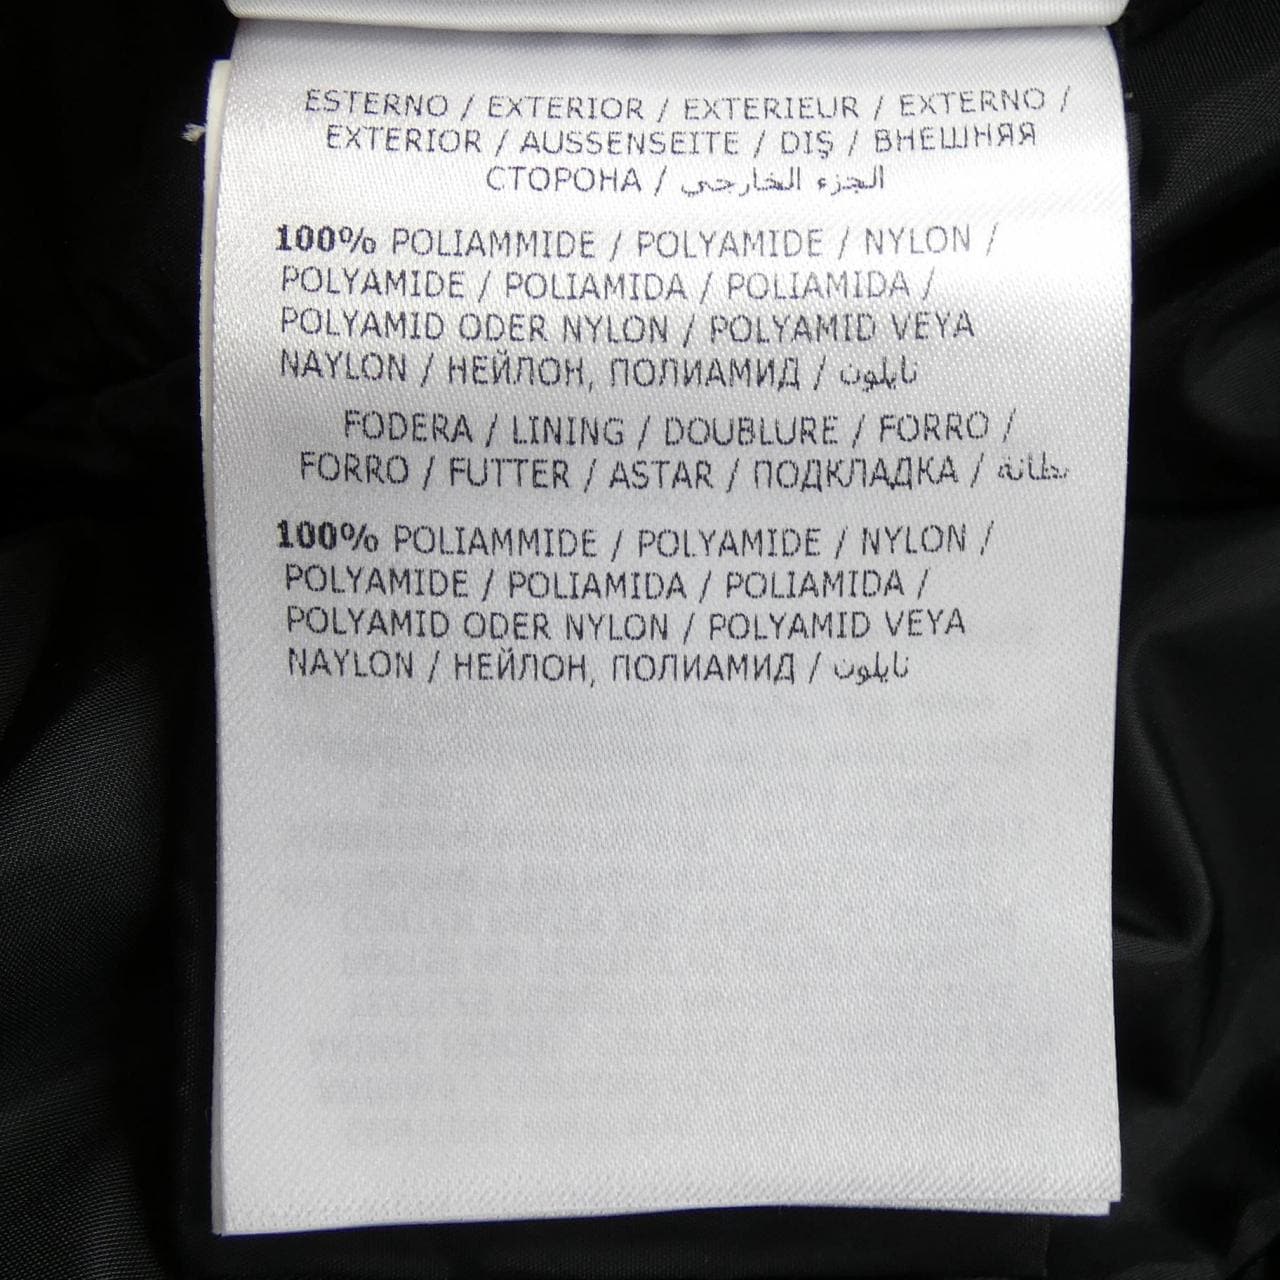 ESTERNO / EXTERIOR / EXTERIEUR / EXTERNO /
EXTERIOR / AUSSENSEITE / DIŞ / ВНЕШНЯЯ
СТОРОНА / الجزء الخارجي
100% POLIAMMIDE / POLYAMIDE / NYLON /
POLYAMIDE / POLIAMIDA / POLIAMIDA /
POLYAMID ODER NYLON / POLYAMID VEYA
NAYLON / НЕЙЛОН, ПОЛИАМИД / نايلون
FODERA / LINING / DOUBLURE / FORRO /
FORRO / FUTTER / ASTAR / ПОДКЛАДКА / بطانة
100% POLIAMMIDE / POLYAMIDE / NYLON /
POLYAMIDE / POLIAMIDA / POLIAMIDA /
POLYAMID ODER NYLON / POLYAMID VEYA
NAYLON / НЕЙЛОН, ПОЛИАМИД / نايلون